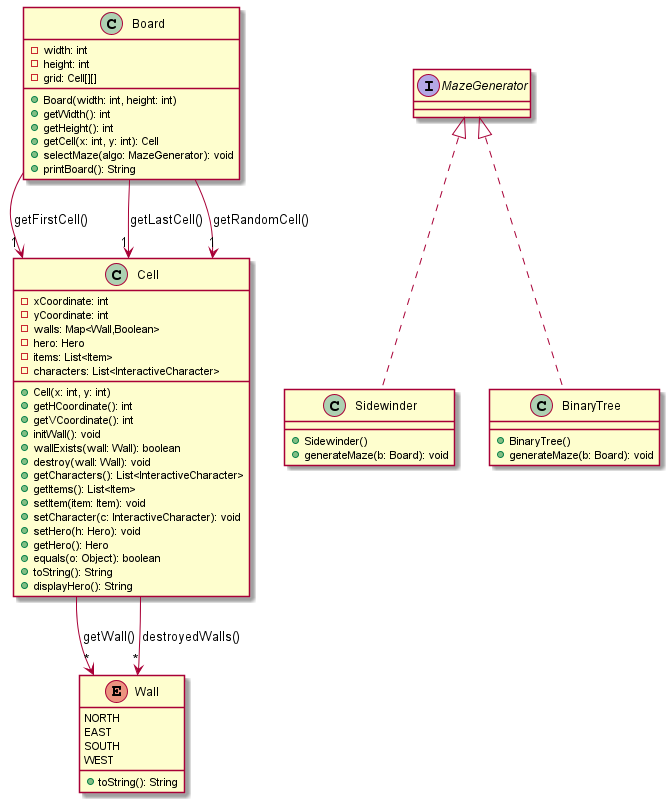 C Board
width: int
height: int
grid: Cell[][]
Board(width: int, height: int)
getWidth(): int
getHeight(): int
getCell(x: int, y: int): Cell
selectMaze(algo: MazeGenerator): void
printBoard(): String
I MazeGenerator
getFirstCell() getLastCell() getRandomCell()
1 1 1
C Cell
xCoordinate: int
yCoordinate: int
walls: Map<Wall,Boolean>
hero: Hero
items: List<Item>
characters: List<InteractiveCharacter>
Cell(x: int, y: int)
getHCoordinate(): int
getVCoordinate(): int
initWall(): void
wallExists(wall: Wall): boolean
destroy(wall: Wall): void
getCharacters(): List<InteractiveCharacter>
getItems(): List<Item>
setItem(item: Item): void
setCharacter(c: InteractiveCharacter): void
setHero(h: Hero): void
getHero(): Hero
equals(o: Object): boolean
toString(): String
displayHero(): String
C Sidewinder
Sidewinder()
generateMaze(b: Board): void
C BinaryTree
BinaryTree()
generateMaze(b: Board): void
getWall() destroyedWalls()
* *
E Wall
NORTH
EAST
SOUTH
WEST
toString(): String